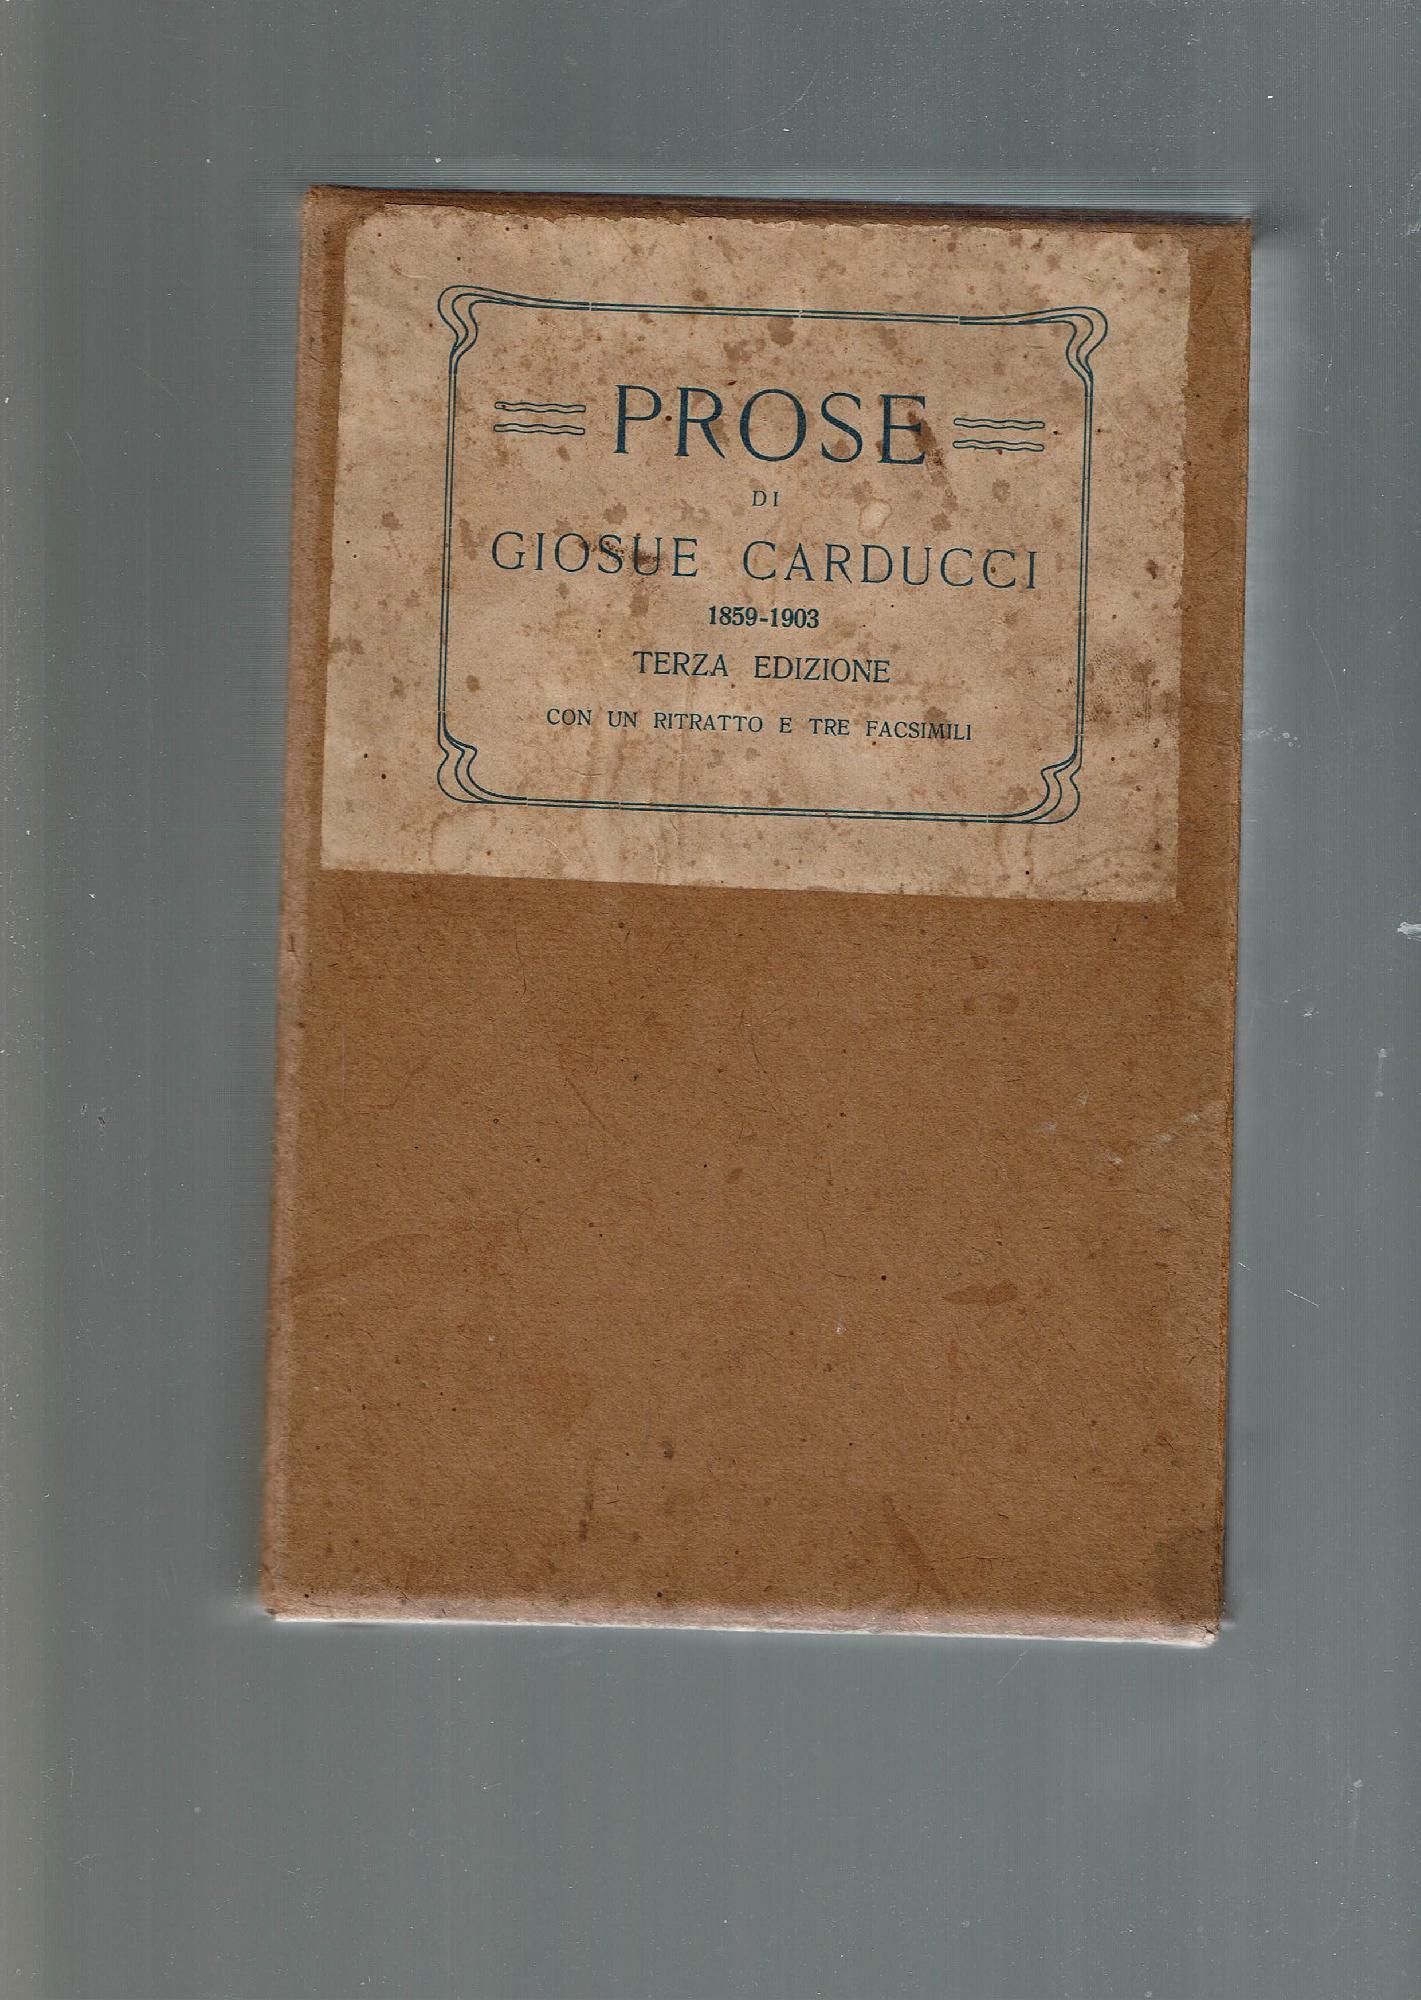 PROSE
DI
GIOSUE CARDUCCI
1859-1903
TERZA EDIZIONE
CON UN RITRATTO E TRE FACSIMILI